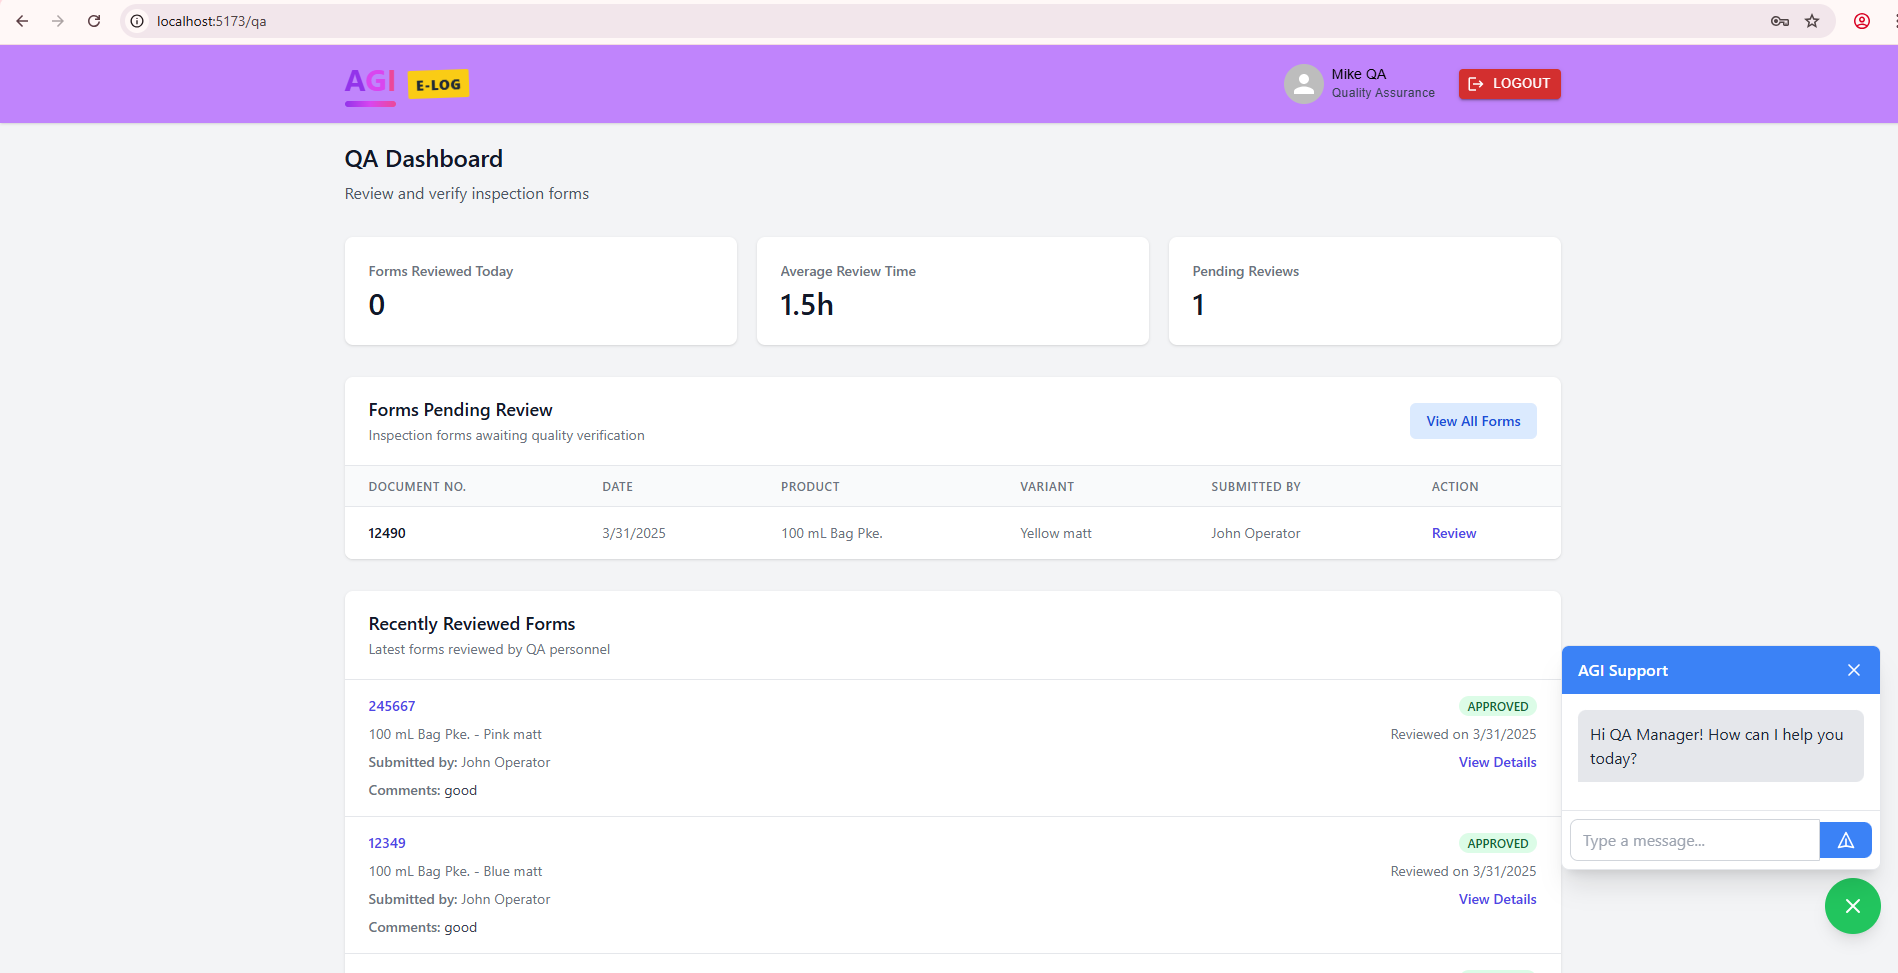 localhost:5173/qa
AGI E-LOG
Mike QA
Quality Assurance
LOGOUT
QA Dashboard
Review and verify inspection forms
Forms Reviewed Today
0
Average Review Time
1.5h
Pending Reviews
1
Forms Pending Review
Inspection forms awaiting quality verification
View All Forms
DOCUMENT NO. DATE PRODUCT VARIANT SUBMITTED BY ACTION
12490 3/31/2025 100 mL Bag Pke. Yellow matt John Operator Review
Recently Reviewed Forms
Latest forms reviewed by QA personnel
245667 APPROVED
100 mL Bag Pke. - Pink matt Reviewed on 3/31/2025
Submitted by: John Operator View Details
Comments: good
12349 APPROVED
100 mL Bag Pke. - Blue matt Reviewed on 3/31/2025
Submitted by: John Operator View Details
Comments: good
AGI Support
Hi QA Manager! How can I help you
today?
Type a message...